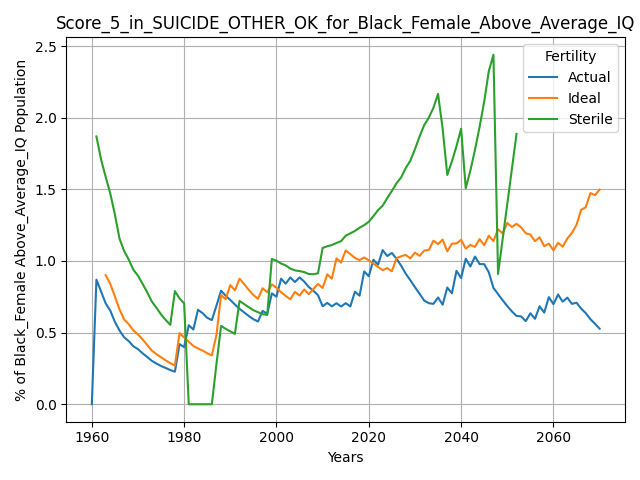 Score_5_in_SUICIDE_OTHER_OK_for_Black_Female_Above_Average_IQ
% of Black_Female Above_Average_IQ Population
2.5
2.0
1.5
1.0
0.5
0.0
Fertility
Actual
Ideal
Sterile
1960 1980 2000 2020 2040 2060
Years